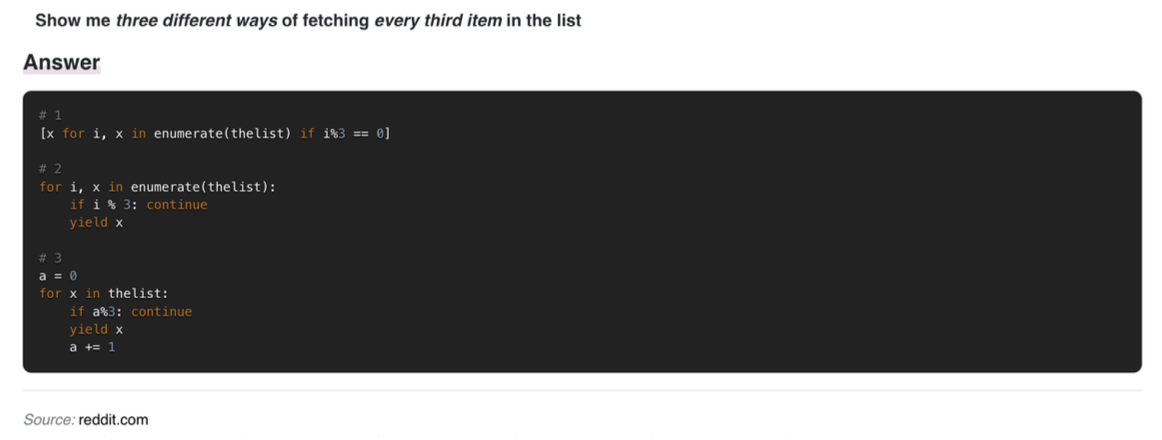 Show me three different ways of fetching every third item in the list
Answer
# 1
[x for i, x in enumerate(thelist) if i%3 == 0]
# 2
for i, x in enumerate(thelist):
    if i % 3: continue
    yield x
# 3
a = 0
for x in thelist:
    if a%3: continue
    yield x
    a += 1
Source: reddit.com